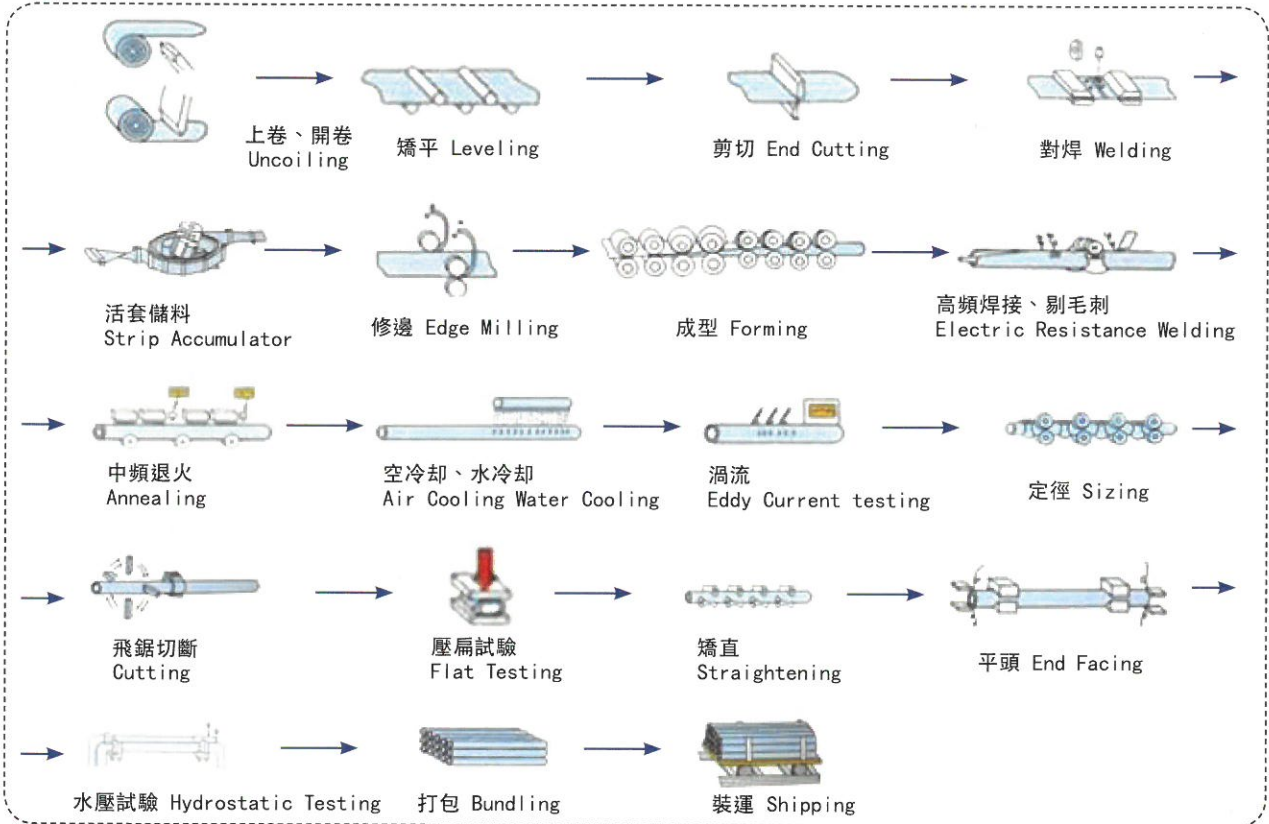 上卷、開卷
Uncoiling
矯平 Leveling
剪切 End Cutting
對焊 Welding
活套儲料
Strip Accumulator
修邊 Edge Milling
成型 Forming
高頻焊接、剔毛刺
Electric Resistance Welding
中頻退火
Annealing
空冷却、水冷却
Air Cooling Water Cooling
渦流
Eddy Current testing
定徑 Sizing
飛鋸切斷
Cutting
壓扁試驗
Flat Testing
矯直
Straightening
平頭 End Facing
水壓試驗 Hydrostatic Testing
打包 Bundling
裝運 Shipping